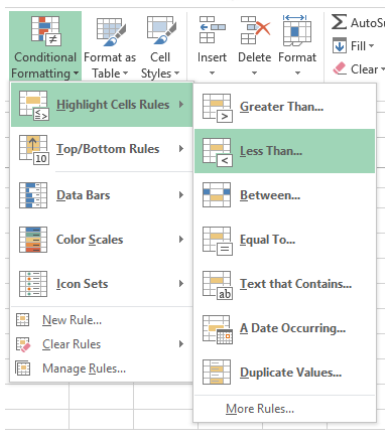 Conditional
Formatting
Format as
Table
Cell
Styles
Insert
Delete
Format
Fill
Clear
Highlight Cells Rules
Top/Bottom Rules
10
Data Bars
Color Scales
Icon Sets
New Rule...
Clear Rules
Manage Rules...
>
Greater Than...
<
Less Than...
Between...
=
Equal To...
ab
Text that Contains...
A Date Occurring...
Duplicate Values...
More Rules...